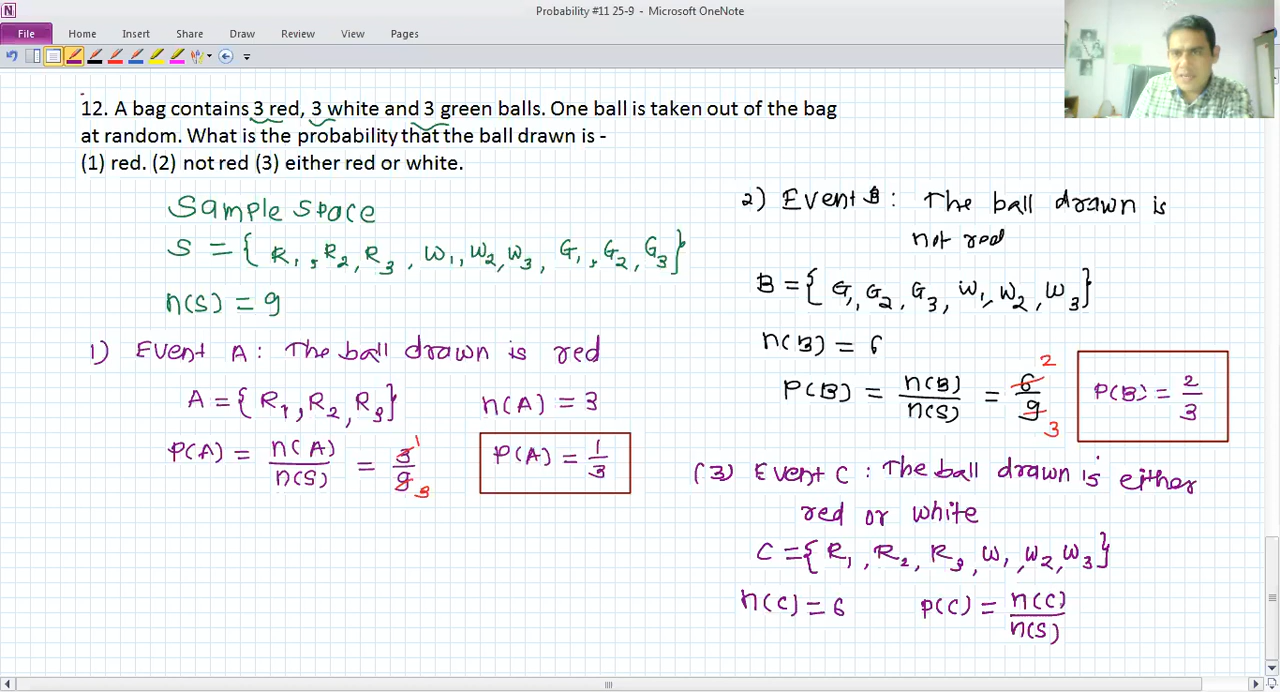 Probability #11 25-9 - Microsoft OneNote
File Home Insert Share Draw Review View Pages
12. A bag contains 3 red, 3 white and 3 green balls. One ball is taken out of the bag
at random. What is the probability that the ball drawn is -
(1) red. (2) not red (3) either red or white.
Sample Space
S = { R1, R2, R3, W1, W2, W3, G1, G2, G3}
n(S) = 9
1) Event A: The ball drawn is red
A = { R1, R2, R3} n(A) = 3
P(A) = n(A)/n(S) = 3/9 1 3 P(A) = 1/3
2) Event B: The ball drawn is
not red
B = { G1, G2, G3, W1, W2, W3}
n(B) = 6
P(B) = n(B)/n(S) = 6/9 2 3 P(B) = 2/3
(3) Event C: The ball drawn is either
red or white
C = { R1, R2, R3, W1, W2, W3}
n(C) = 6 P(C) = n(C)/n(S)